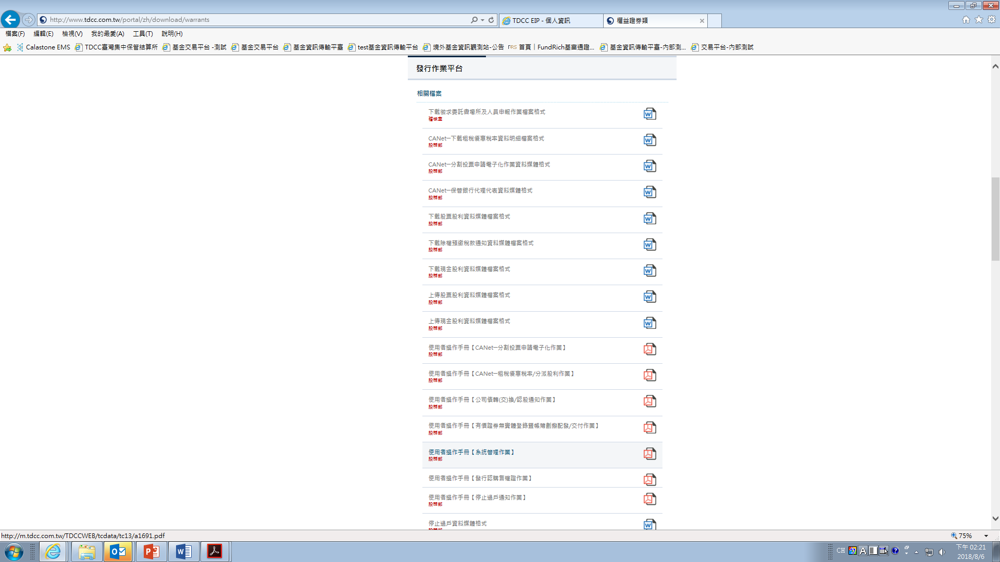 http://www.tdcc.com.tw/portal/zh/download/warrants
TDCC EIP - 個人資訊
權益證券類
檔案(F) 編輯(E) 檢視(V) 我的最愛(A) 工具(T) 說明(H)
Calastone EMS TDCC臺灣集中保管結算所 基金交易平台 -測試 基金交易平台 基金資訊傳輸平臺 test基金資訊傳輸平台 境外基金資訊觀測站-公告 FRS 首頁 | FundRich基富通證... 基金資訊傳輸平臺-內部測... 交易平台-內部測試
發行作業平台
相關檔案
下載徵求委託書場所及人員申報作業檔案格式
稽核室
CANet─下載租稅優惠稅率資料明細檔案格式
股務部
CANet─分割投票申請電子化作業資料媒體格式
股務部
CANet─保管銀行代理代表資料媒體格式
股務部
下載股票股利資料媒體檔案格式
股務部
下載除權預繳稅款通知資料媒體檔案格式
股務部
下載現金股利資料媒體檔案格式
股務部
上傳股票股利資料媒體檔案格式
股務部
上傳現金股利資料媒體檔案格式
股務部
使用者操作手冊【CANet─分割投票申請電子化作業】
股務部
使用者操作手冊【CANet─租稅優惠稅率/分派股利作業】
股務部
使用者操作手冊【公司債轉(交)換/認股通知作業】
股務部
使用者操作手冊【有價證券無實體登錄暨帳簿劃撥配發/交付作業】
股務部
使用者操作手冊【系統管理作業】
股務部
使用者操作手冊【發行認購售權證作業】
使用者操作手冊【停止過戶通知作業】
股務部
停止過戶資料媒體格式
股務部
http://m.tdcc.com.tw/TDCCWEB/tcdata/tc13/a1691.pdf
75%
CH
下午 02:21
2018/8/6